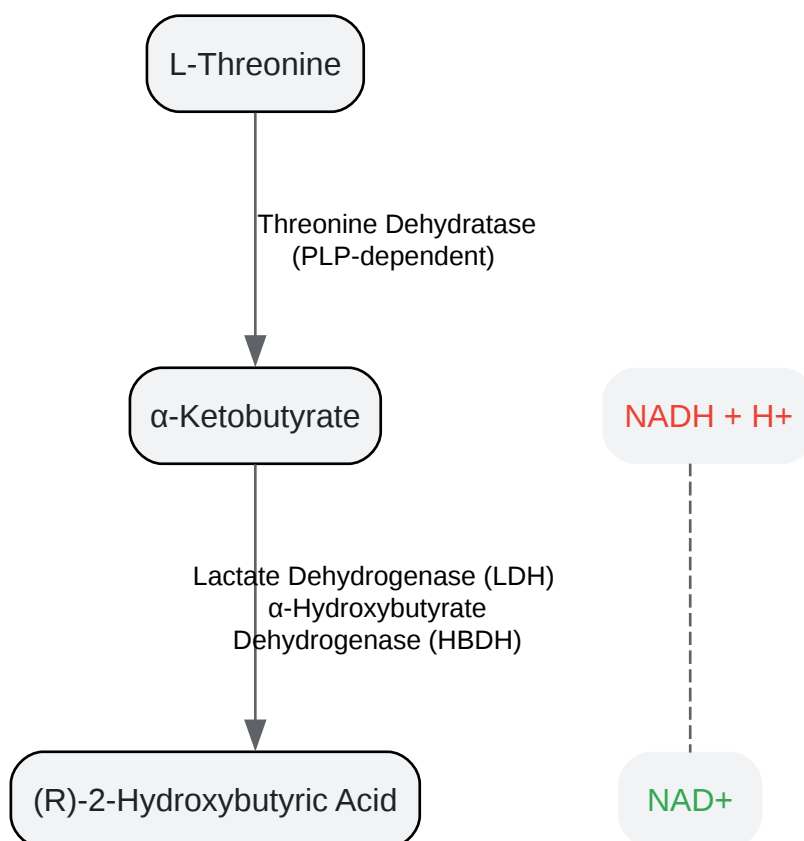 L-Threonine
Threonine Dehydratase
(PLP-dependent)
α-Ketobutyrate
NADH + H+
Lactate Dehydrogenase (LDH)
α-Hydroxybutyrate
Dehydrogenase (HBDH)
(R)-2-Hydroxybutyric Acid
NAD+